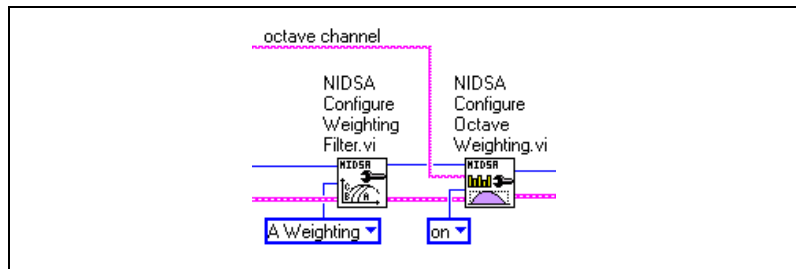 octave channel
NIDSA
Configure
Weighting
Filter.vi
NIDSA
Configure
Octave
Weighting.vi
NIDSA
C
B
A
NIDSA
A Weighting
on